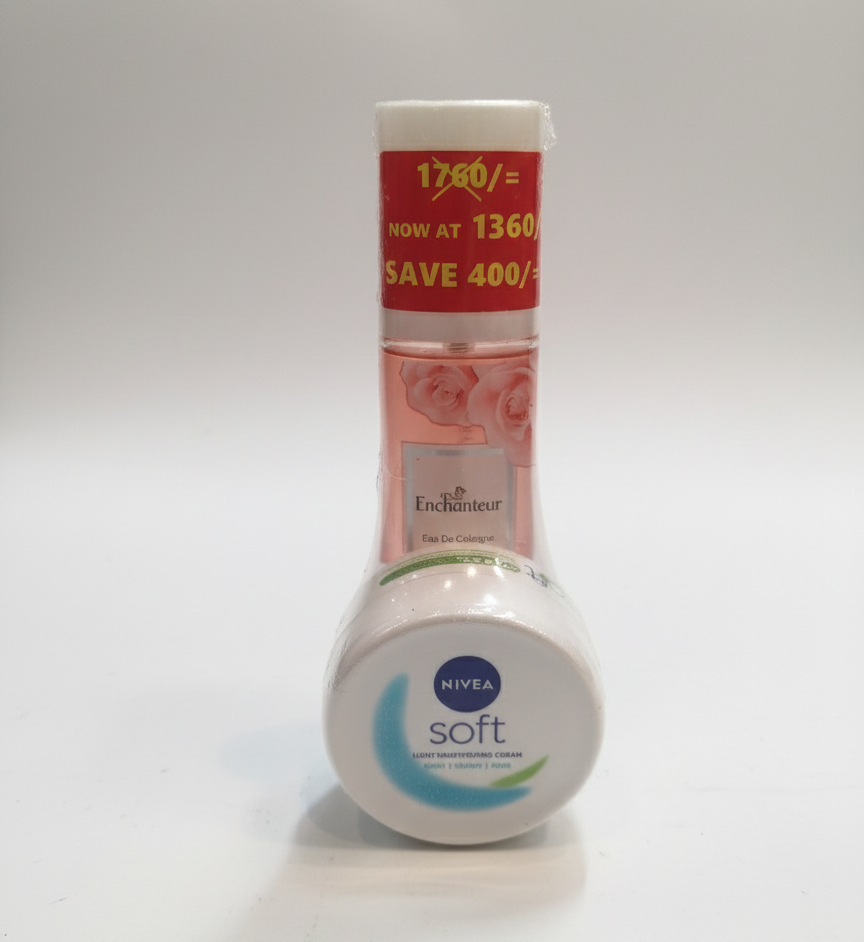 1760/=
NOW AT 1360/
SAVE 400/=
Enchanteur
Eau De Cologne
NIVEA
soft